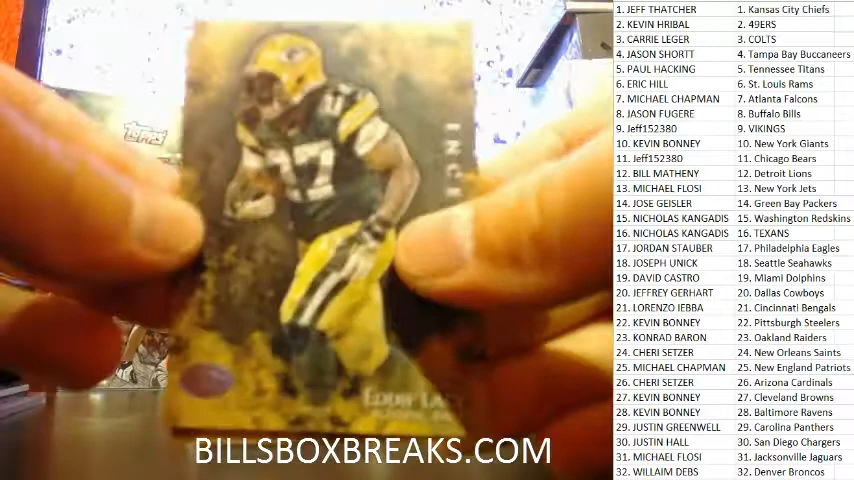 TOPPS
27
INCE
EDDIE LACY
BILLSBOXBREAKS.COM
1. JEFF THATCHER 1. Kansas City Chiefs
2. KEVIN HRIBAL 2. 49ERS
3. CARRIE LEGER 3. COLTS
4. JASON SHORTT 4. Tampa Bay Buccaneers
5. PAUL HACKING 5. Tennessee Titans
6. ERIC HILL 6. St. Louis Rams
7. MICHAEL CHAPMAN 7. Atlanta Falcons
8. JASON FUGERE 8. Buffalo Bills
9. Jeff152380 9. VIKINGS
10. KEVIN BONNEY 10. New York Giants
11. Jeff152380 11. Chicago Bears
12. BILL MATHENY 12. Detroit Lions
13. MICHAEL FLOSI 13. New York Jets
14. JOSE GEISLER 14. Green Bay Packers
15. NICHOLAS KANGADIS 15. Washington Redskins
16. NICHOLAS KANGADIS 16. TEXANS
17. JORDAN STAUBER 17. Philadelphia Eagles
18. JOSEPH UNICK 18. Seattle Seahawks
19. DAVID CASTRO 19. Miami Dolphins
20. JEFFREY GERHART 20. Dallas Cowboys
21. LORENZO IEBBA 21. Cincinnati Bengals
22. KEVIN BONNEY 22. Pittsburgh Steelers
23. KONRAD BARON 23. Oakland Raiders
24. CHERI SETZER 24. New Orleans Saints
25. MICHAEL CHAPMAN 25. New England Patriots
26. CHERI SETZER 26. Arizona Cardinals
27. KEVIN BONNEY 27. Cleveland Browns
28. KEVIN BONNEY 28. Baltimore Ravens
29. JUSTIN GREENWELL 29. Carolina Panthers
30. JUSTIN HALL 30. San Diego Chargers
31. MICHAEL FLOSI 31. Jacksonville Jaguars
32. WILLAIM DEBS 32. Denver Broncos